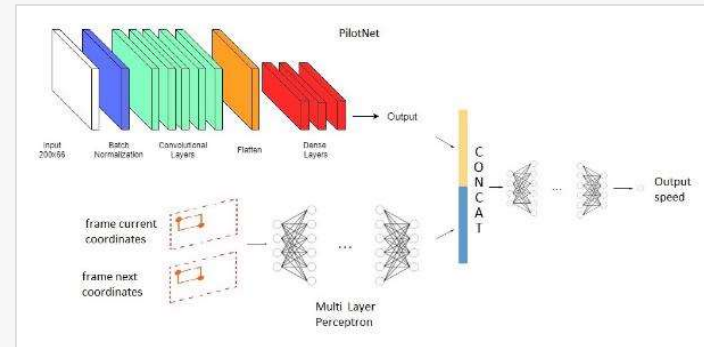 PilotNet
Output
Input
200x66
Batch
Normalization
Convolutional
Layers
Flatten
Dense
Layers
CONCAT
Output
speed
frame current
coordinates
...
...
frame next
coordinates
Multi Layer
Perceptron